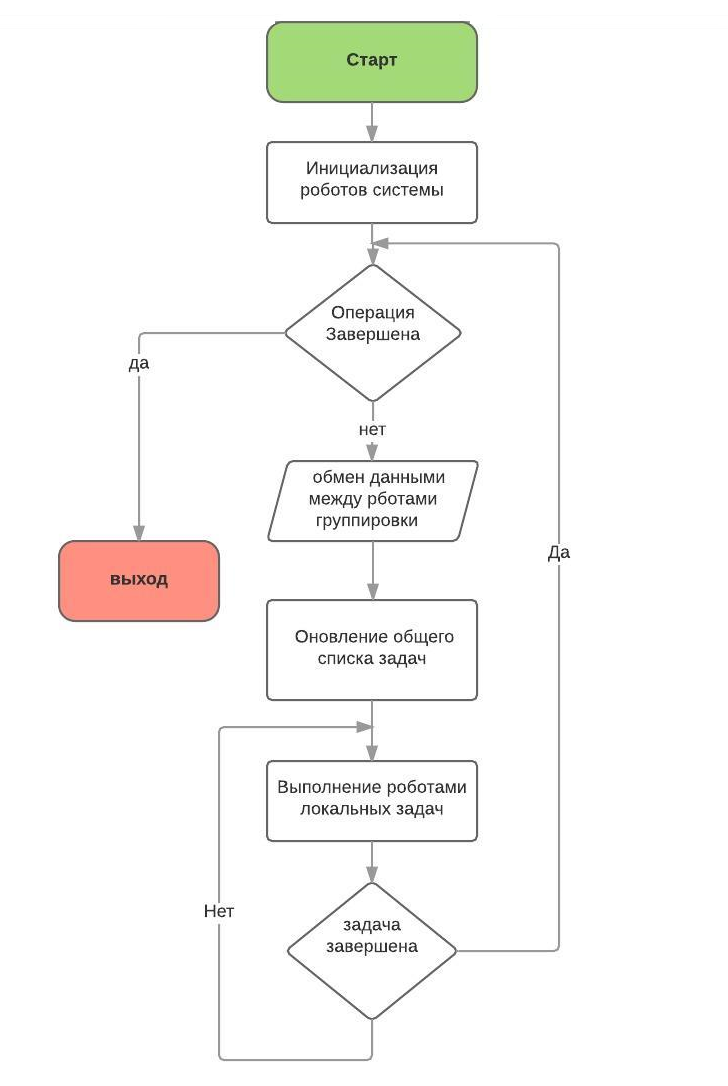 Старт
Инициализация
роботов системы
Операция
Завершена
да
нет
обмен данными
между рботами
группировки
Да
выход
Оновление общего
списка задач
Выполнение роботами
локальных задач
Нет
задача
завершена